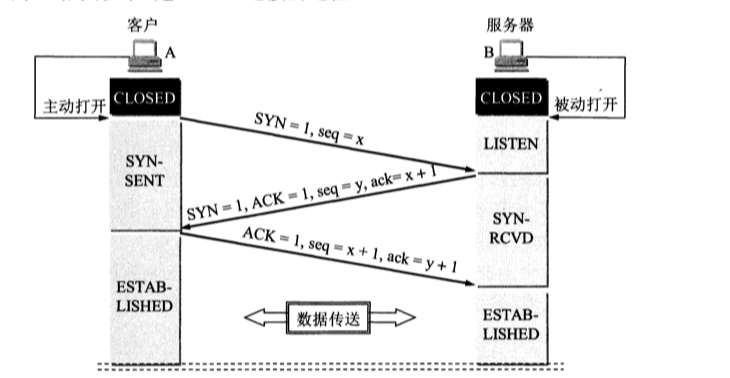 客户
服务器
A
B
主动打开
CLOSED
CLOSED
被动打开
SYN = 1, seq = x
LISTEN
SYN-
SENT
SYN = 1, ACK = 1, seq = y, ack= x + 1
SYN-
RCVD
ACK = 1, seq = x + 1, ack = y + 1
ESTAB-
LISHED
数据传送
ESTAB-
LISHED